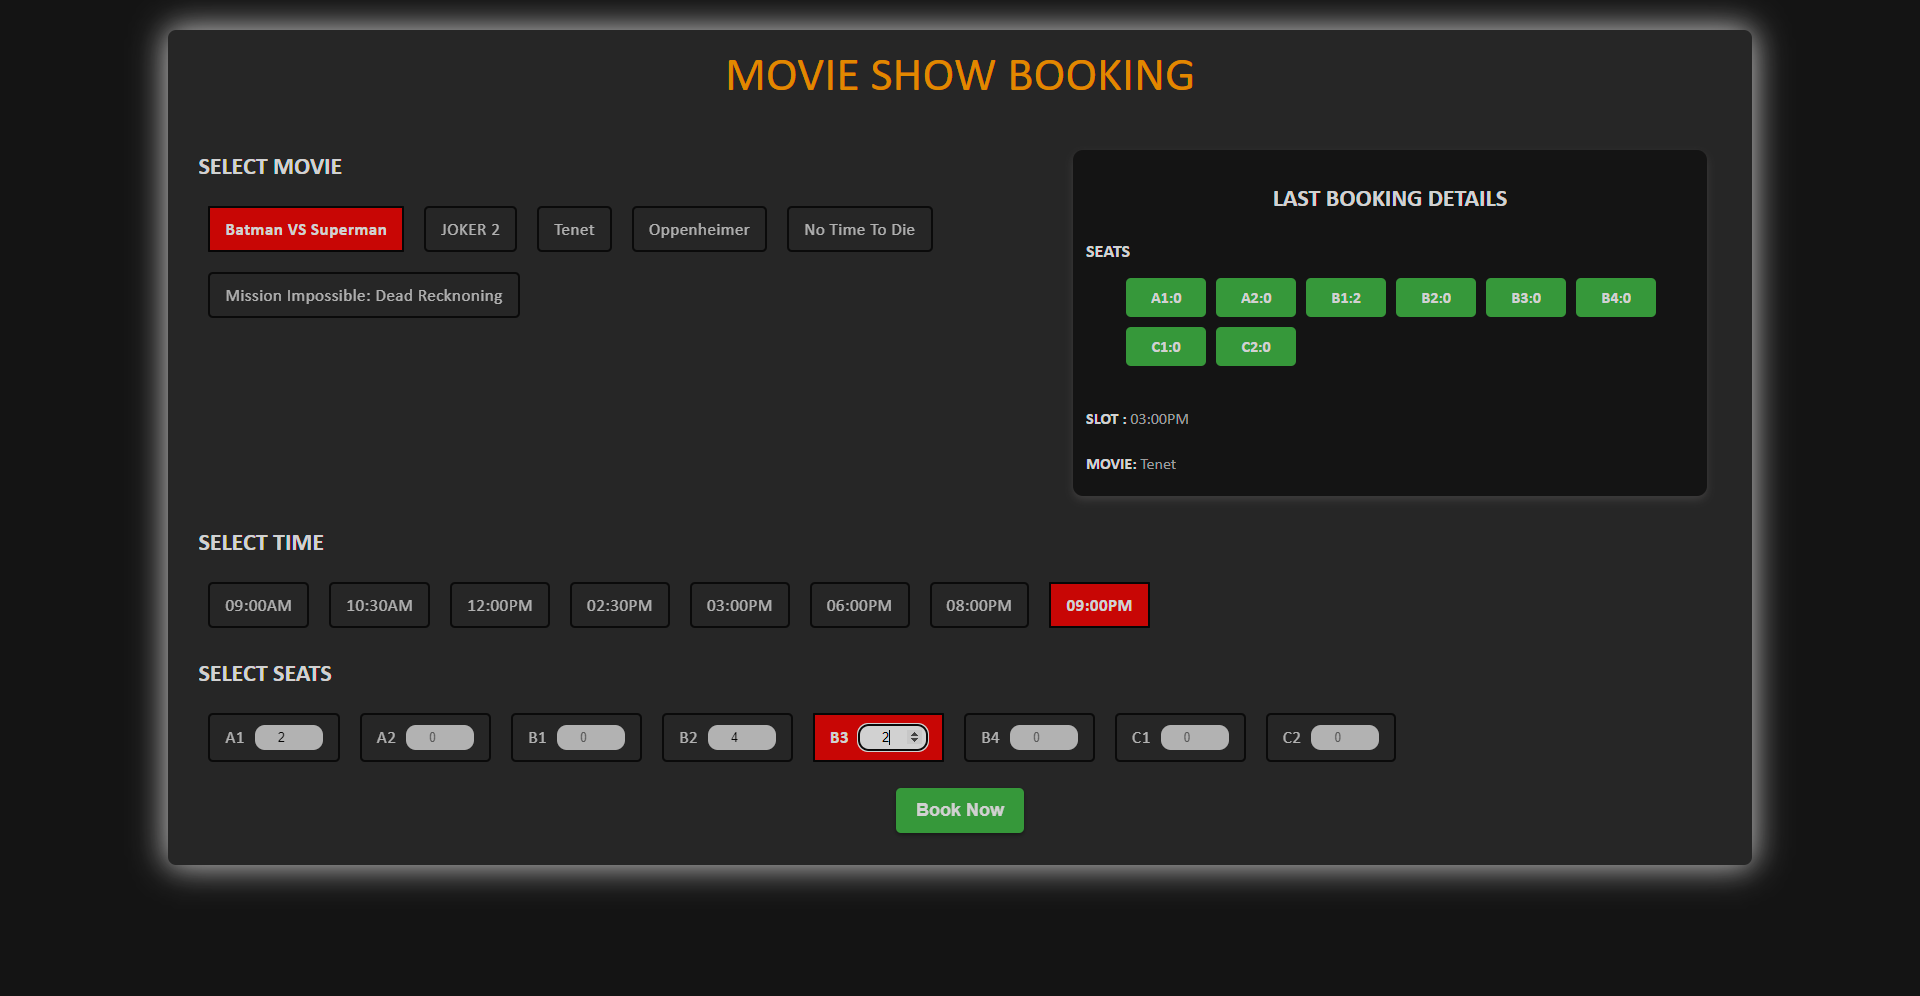 MOVIE SHOW BOOKING
SELECT MOVIE
Batman VS Superman JOKER 2 Tenet Oppenheimer No Time To Die
Mission Impossible: Dead Recknoning
LAST BOOKING DETAILS
SEATS
A1:0 A2:0 B1:2 B2:0 B3:0 B4:0
C1:0 C2:0
SLOT : 03:00PM
MOVIE: Tenet
SELECT TIME
09:00AM 10:30AM 12:00PM 02:30PM 03:00PM 06:00PM 08:00PM 09:00PM
SELECT SEATS
A1 2 A2 0 B1 0 B2 4 B3 2 B4 0 C1 0 C2 0
Book Now